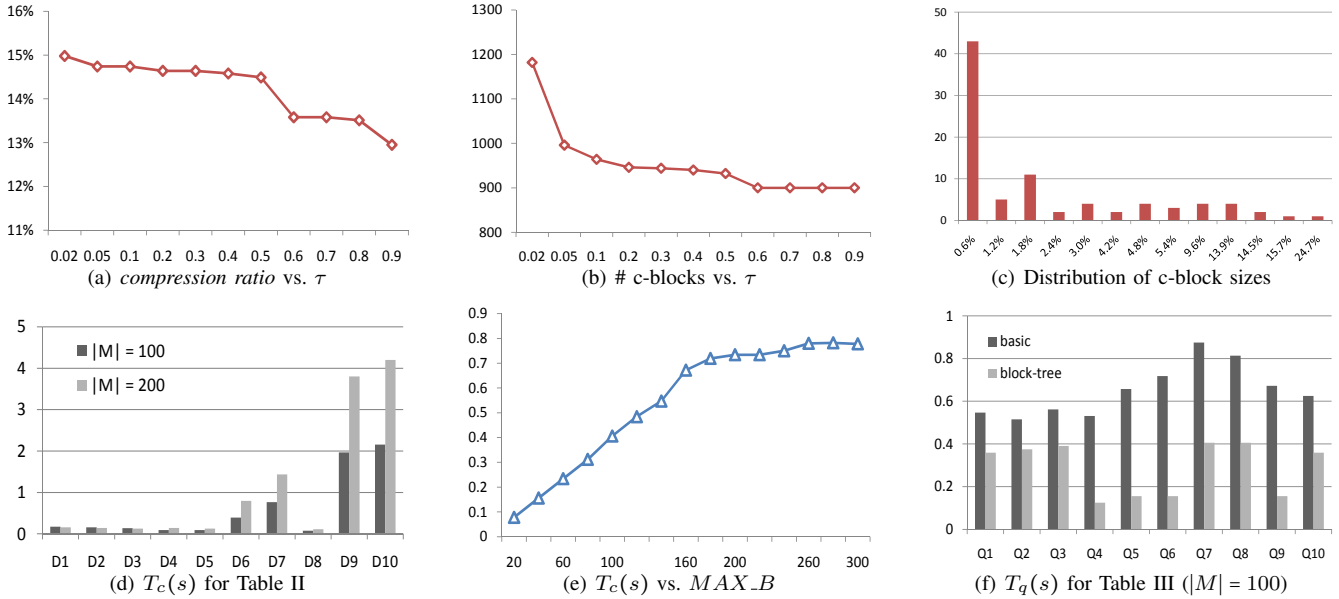 16%
15%
14%
13%
12%
11%
0.02 0.05 0.1 0.2 0.3 0.4 0.5 0.6 0.7 0.8 0.9
(a) compression ratio vs. τ
1300
1200
1100
1000
900
800
0.02 0.05 0.1 0.2 0.3 0.4 0.5 0.6 0.7 0.8 0.9
(b) # c-blocks vs. τ
50
40
30
20
10
0
0.6% 1.2% 1.8% 2.4% 3.0% 4.2% 4.8% 5.4% 9.6% 13.9% 14.5% 15.7% 24.7%
(c) Distribution of c-block sizes
5
4
3
2
1
0
|M| = 100
|M| = 200
D1 D2 D3 D4 D5 D6 D7 D8 D9 D10
(d) T_c(s) for Table II
0.9
0.8
0.7
0.6
0.5
0.4
0.3
0.2
0.1
0
20 60 100 160 200 260 300
(e) T_c(s) vs. MAX_B
1
0.8
0.6
0.4
0.2
0
basic
block-tree
Q1 Q2 Q3 Q4 Q5 Q6 Q7 Q8 Q9 Q10
(f) T_q(s) for Table III (|M| = 100)